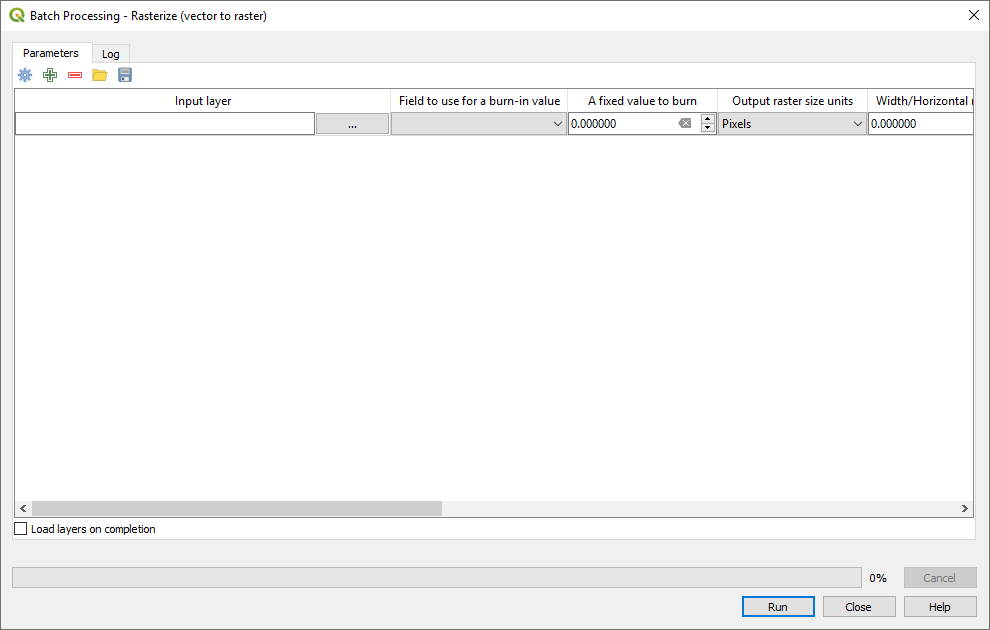 Batch Processing - Rasterize (vector to raster)
Parameters Log
Input layer Field to use for a burn-in value A fixed value to burn Output raster size units Width/Horizontal
... 0.000000 Pixels 0.000000
Load layers on completion
0% Cancel
Run Close Help